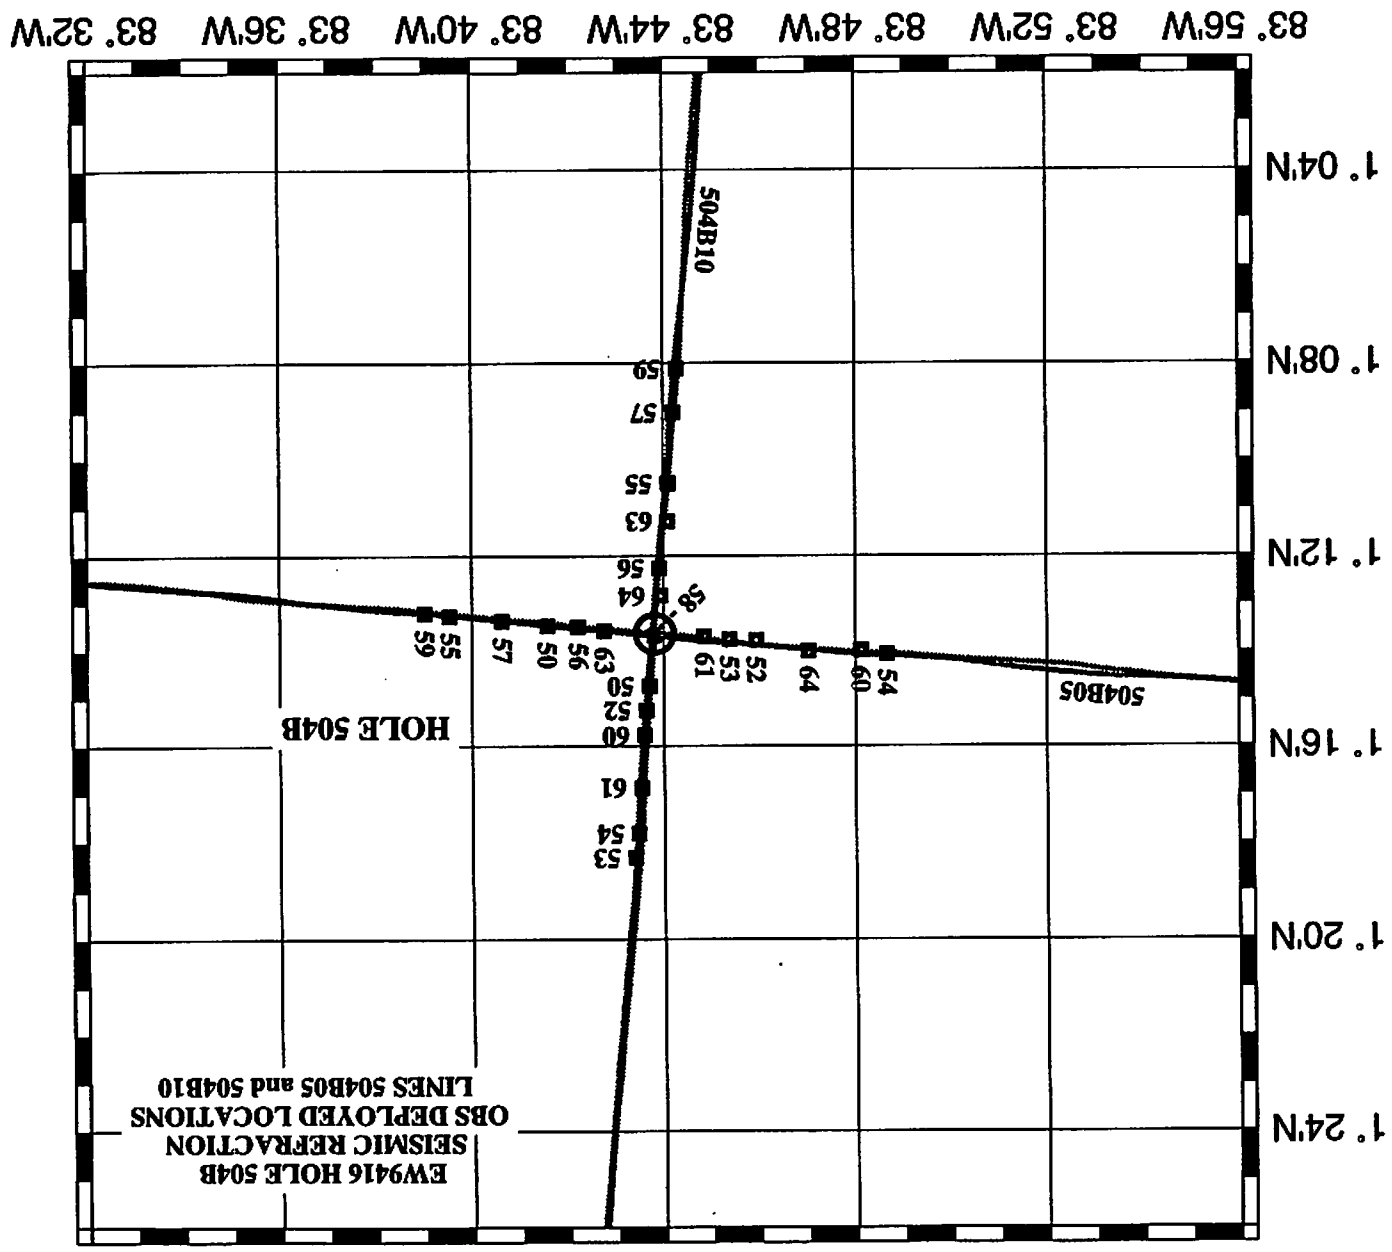 EW9416 HOLE 504B
SEISMIC REFRACTION
OBS DEPLOYED LOCATIONS
LINES 504B05 and 504B10
1° 24'N
1° 20'N
53
54
61
1° 16'N
60
52
50
HOLE 504B
504B05
54
60
64
52
53
61
58
63
56
50
57
55
59
64
56
1° 12'N
63
55
57
59
1° 08'N
504B10
1° 04'N
83° 56'W
83° 52'W
83° 48'W
83° 44'W
83° 40'W
83° 36'W
83° 32'W